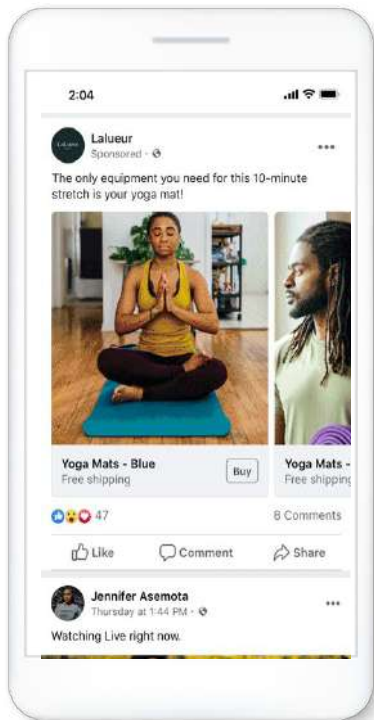 2:04
Lalueur
Sponsored ·
The only equipment you need for this 10-minute
stretch is your yoga mat!
Yoga Mats - Blue
Free shipping
Buy
Yoga Mats -
Free shipping
47
8 Comments
Like
Comment
Share
Jennifer Asemota
Thursday at 1:44 PM ·
Watching Live right now.